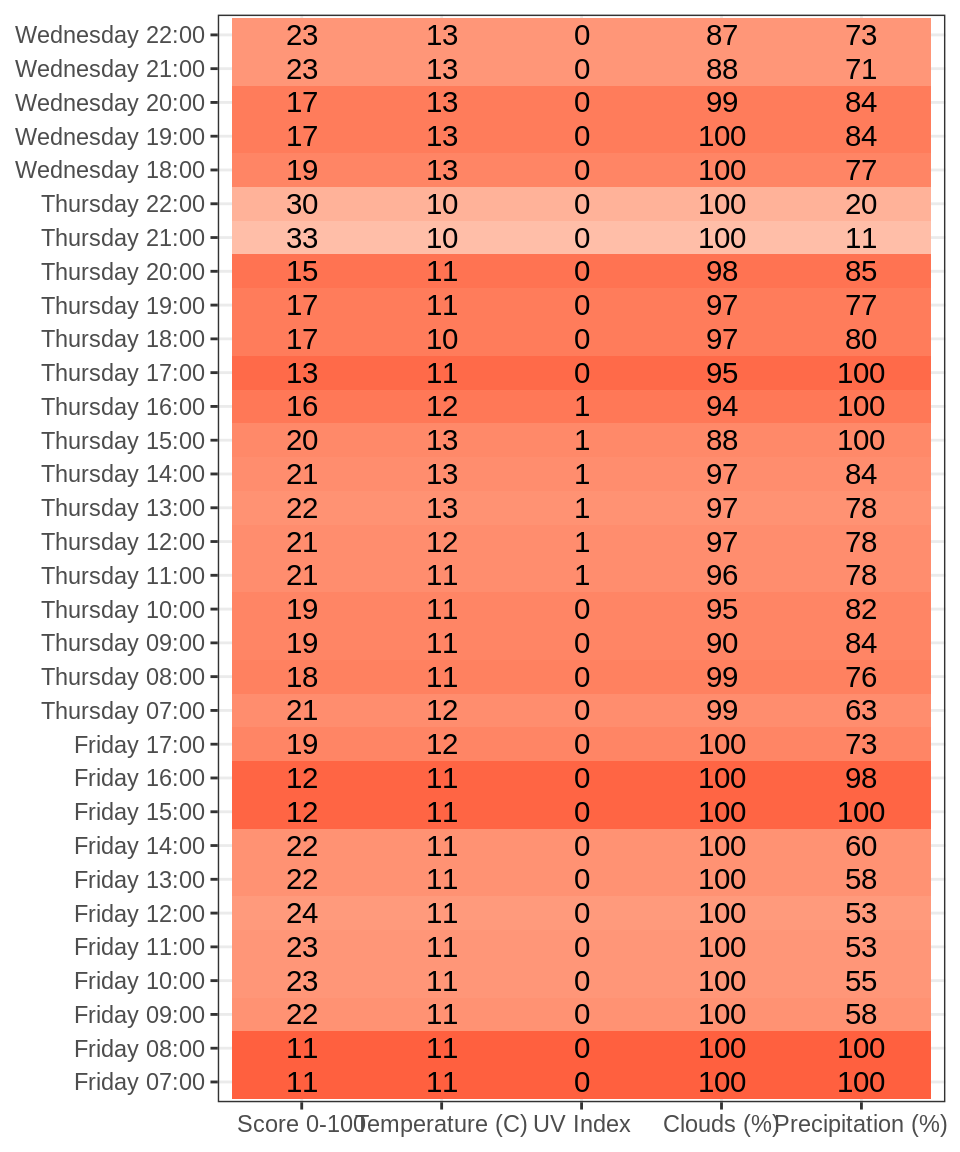 Wednesday 22:00 23 13 0 87 73
Wednesday 21:00 23 13 0 88 71
Wednesday 20:00 17 13 0 99 84
Wednesday 19:00 17 13 0 100 84
Wednesday 18:00 19 13 0 100 77
Thursday 22:00 30 10 0 100 20
Thursday 21:00 33 10 0 100 11
Thursday 20:00 15 11 0 98 85
Thursday 19:00 17 11 0 97 77
Thursday 18:00 17 10 0 97 80
Thursday 17:00 13 11 0 95 100
Thursday 16:00 16 12 1 94 100
Thursday 15:00 20 13 1 88 100
Thursday 14:00 21 13 1 97 84
Thursday 13:00 22 13 1 97 78
Thursday 12:00 21 12 1 97 78
Thursday 11:00 21 11 1 96 78
Thursday 10:00 19 11 0 95 82
Thursday 09:00 19 11 0 90 84
Thursday 08:00 18 11 0 99 76
Thursday 07:00 21 12 0 99 63
Friday 17:00 19 12 0 100 73
Friday 16:00 12 11 0 100 98
Friday 15:00 12 11 0 100 100
Friday 14:00 22 11 0 100 60
Friday 13:00 22 11 0 100 58
Friday 12:00 24 11 0 100 53
Friday 11:00 23 11 0 100 53
Friday 10:00 23 11 0 100 55
Friday 09:00 22 11 0 100 58
Friday 08:00 11 11 0 100 100
Friday 07:00 11 11 0 100 100
Score 0-100 Temperature (C) UV Index Clouds (%) Precipitation (%)